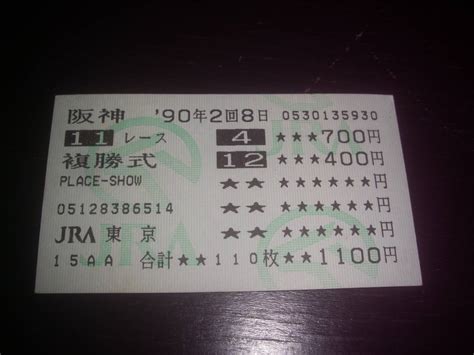 阪神 '90年2回8日 0530135930
11 レース 4 ★★★700円
複勝式 12 ★★★400円
PLACE-SHOW ★★ ★★★★★★円
05128386514 ★★ ★★★★★★円
JRA 東京 ★★ ★★★★★★円
15AA 合計★★110枚★★1100円